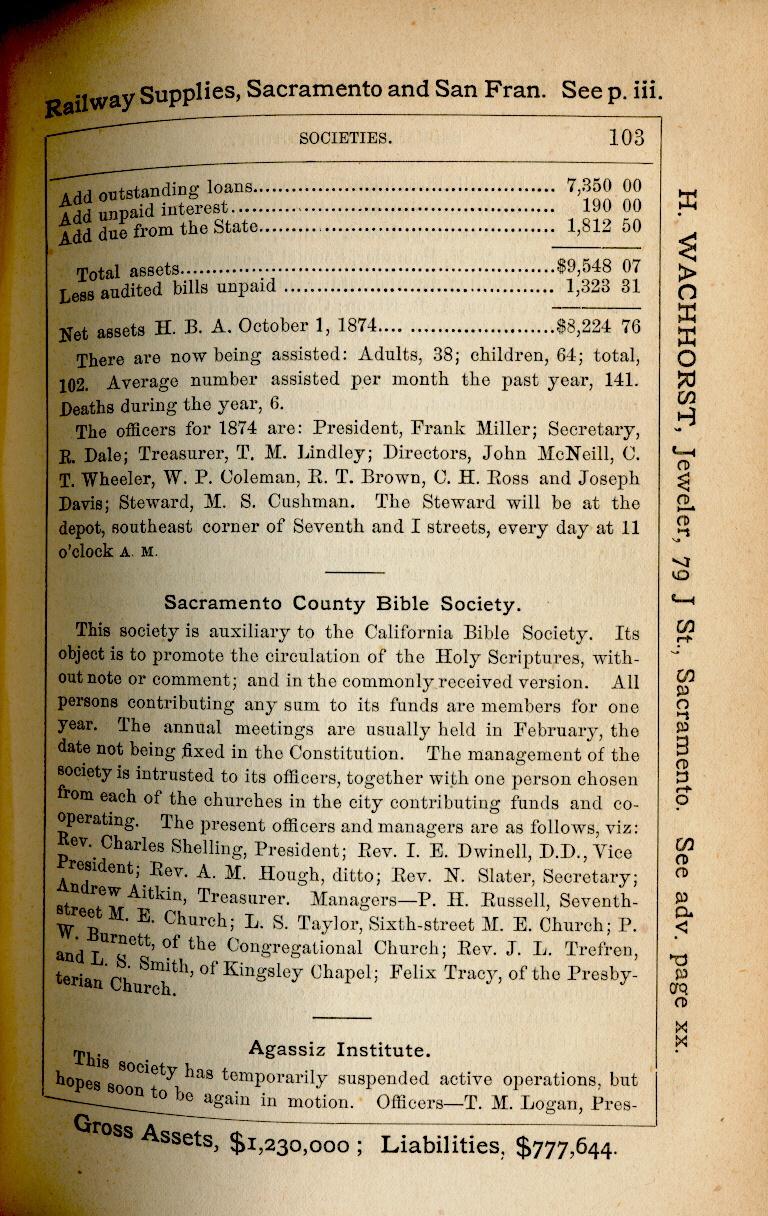 Railway Supplies, Sacramento and San Fran. See p. iii.
SOCIETIES. 103
Add outstanding loans........................................... 7,350 00
Add unpaid interest.............................................. 190 00
Add due from the State.......................................... 1,812 50
Total assets.....................................................$9,548 07
Less audited bills unpaid ....................................... 1,323 31
Net assets H. B. A. October 1, 1874.... ......................$8,224 76
There are now being assisted: Adults, 38; children, 64; total,
102. Average number assisted per month the past year, 141.
Deaths during the year, 6.
The officers for 1874 are: President, Frank Miller; Secretary,
R. Dale; Treasurer, T. M. Lindley; Directors, John McNeill, C.
T. Wheeler, W. P. Coleman, R. T. Brown, C. H. Ross and Joseph
Davis; Steward, M. S. Cushman. The Steward will be at the
depot, southeast corner of Seventh and I streets, every day at 11
o'clock A. M.
Sacramento County Bible Society.
This society is auxiliary to the California Bible Society. Its
object is to promote the circulation of the Holy Scriptures, with-
out note or comment; and in the commonly received version. All
persons contributing any sum to its funds are members for one
year. The annual meetings are usually held in February, the
date not being fixed in the Constitution. The management of the
society is intrusted to its officers, together with one person chosen
from each of the churches in the city contributing funds and co-
operating. The present officers and managers are as follows, viz:
Rev. Charles Shelling, President; Rev. I. E. Dwinell, D.D., Vice
President; Rev. A. M. Hough, ditto; Rev. N. Slater, Secretary;
Andrew Aitkin, Treasurer. Managers—P. H. Russell, Seventh-
street M. E. Church; L. S. Taylor, Sixth-street M. E. Church; P.
W. Burnett, of the Congregational Church; Rev. J. L. Trefren,
and L. S. Smith, of Kingsley Chapel; Felix Tracy, of the Presby-
terian Church.
Agassiz Institute.
This society has temporarily suspended active operations, but
hopes soon to be again in motion. Officers—T. M. Logan, Pres-
Gross Assets, $1,230,000; Liabilities, $777,644.
H. WACHHORST, Jeweler, 79 J St., Sacramento. See adv. page xx.